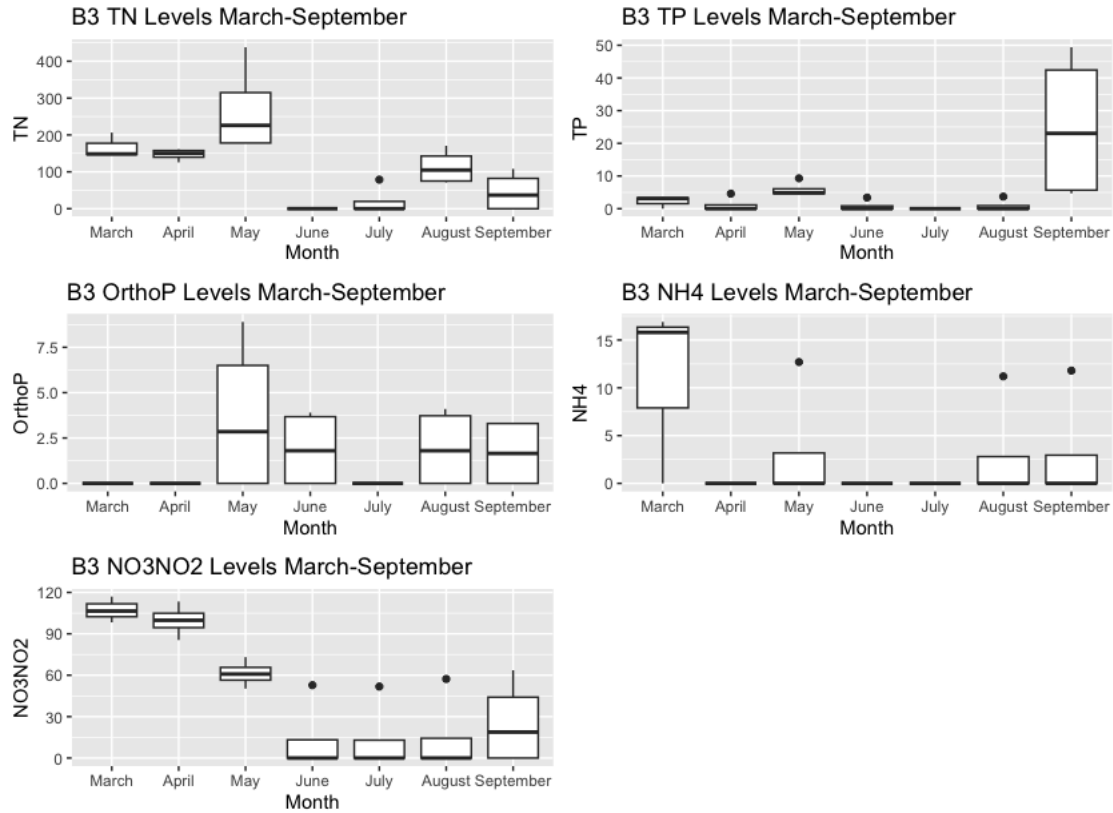 B3 TN Levels March-September
TN
400
300
200
100
0
March April May June July August September
Month
B3 TP Levels March-September
TP
50
40
30
20
10
0
March April May June July August September
Month
B3 OrthoP Levels March-September
OrthoP
7.5
5.0
2.5
0.0
March April May June July August September
Month
B3 NH4 Levels March-September
NH4
15
10
5
0
March April May June July August September
Month
B3 NO3NO2 Levels March-September
NO3NO2
120
90
60
30
0
March April May June July August September
Month